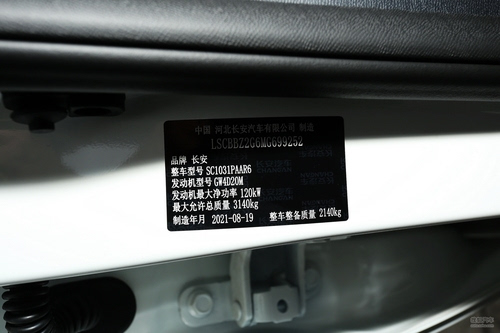 中国 河北长安汽车有限公司 制造
LSCBBZ2G6MG699252
品牌 长安
整车型号 SC1031PAAR6
发动机型号 GW4D20M
发动机最大净功率 120kW
最大允许总质量 3140kg
制造年月 2021-08-19 整车整备质量 2140kg